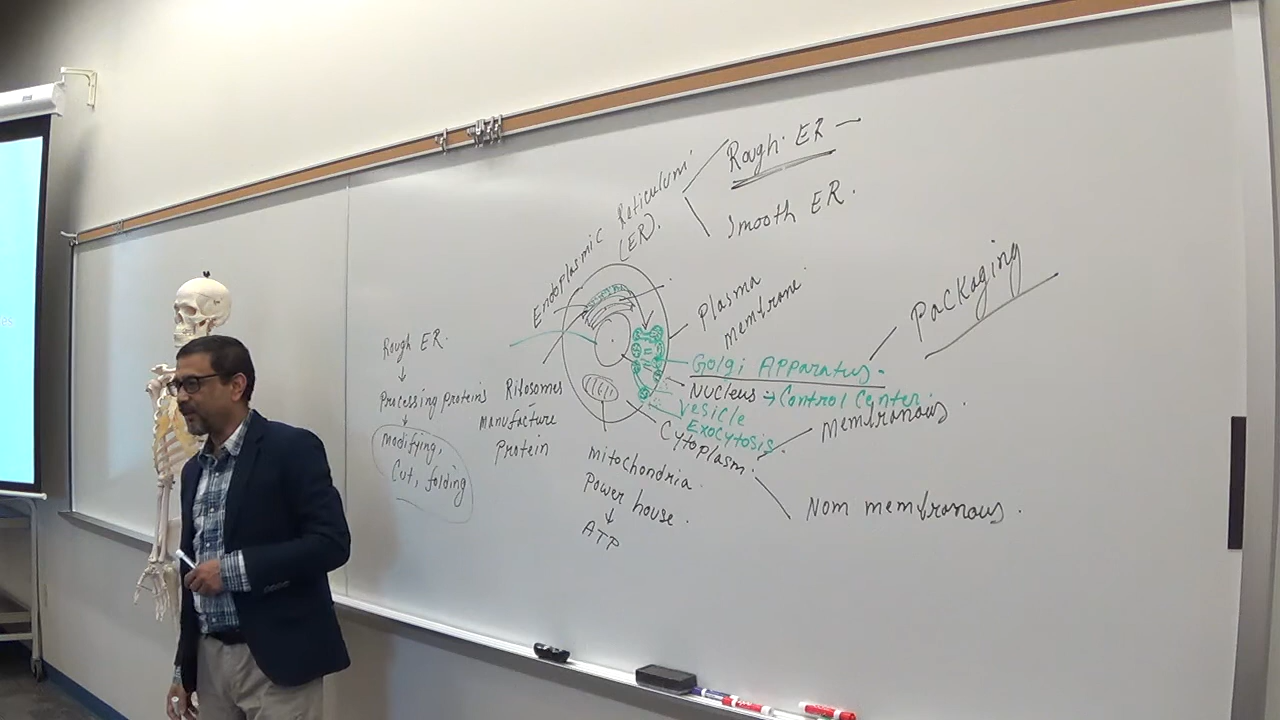 Endoplasmic Reticulum.
(ER).
Rough. ER —
Smooth ER.
Plasma
membrane.
Packaging
Golgi Apparatus.
Nucleus → Control Center.
Vesicle
Exocytosis.
Cytoplasm.
Membranous.
Nom membranous.
Rough ER.
Processing proteins
modifying,
Cut, folding
Ribosomes
manufacture
Protein
mitochondria.
Power house.
ATP